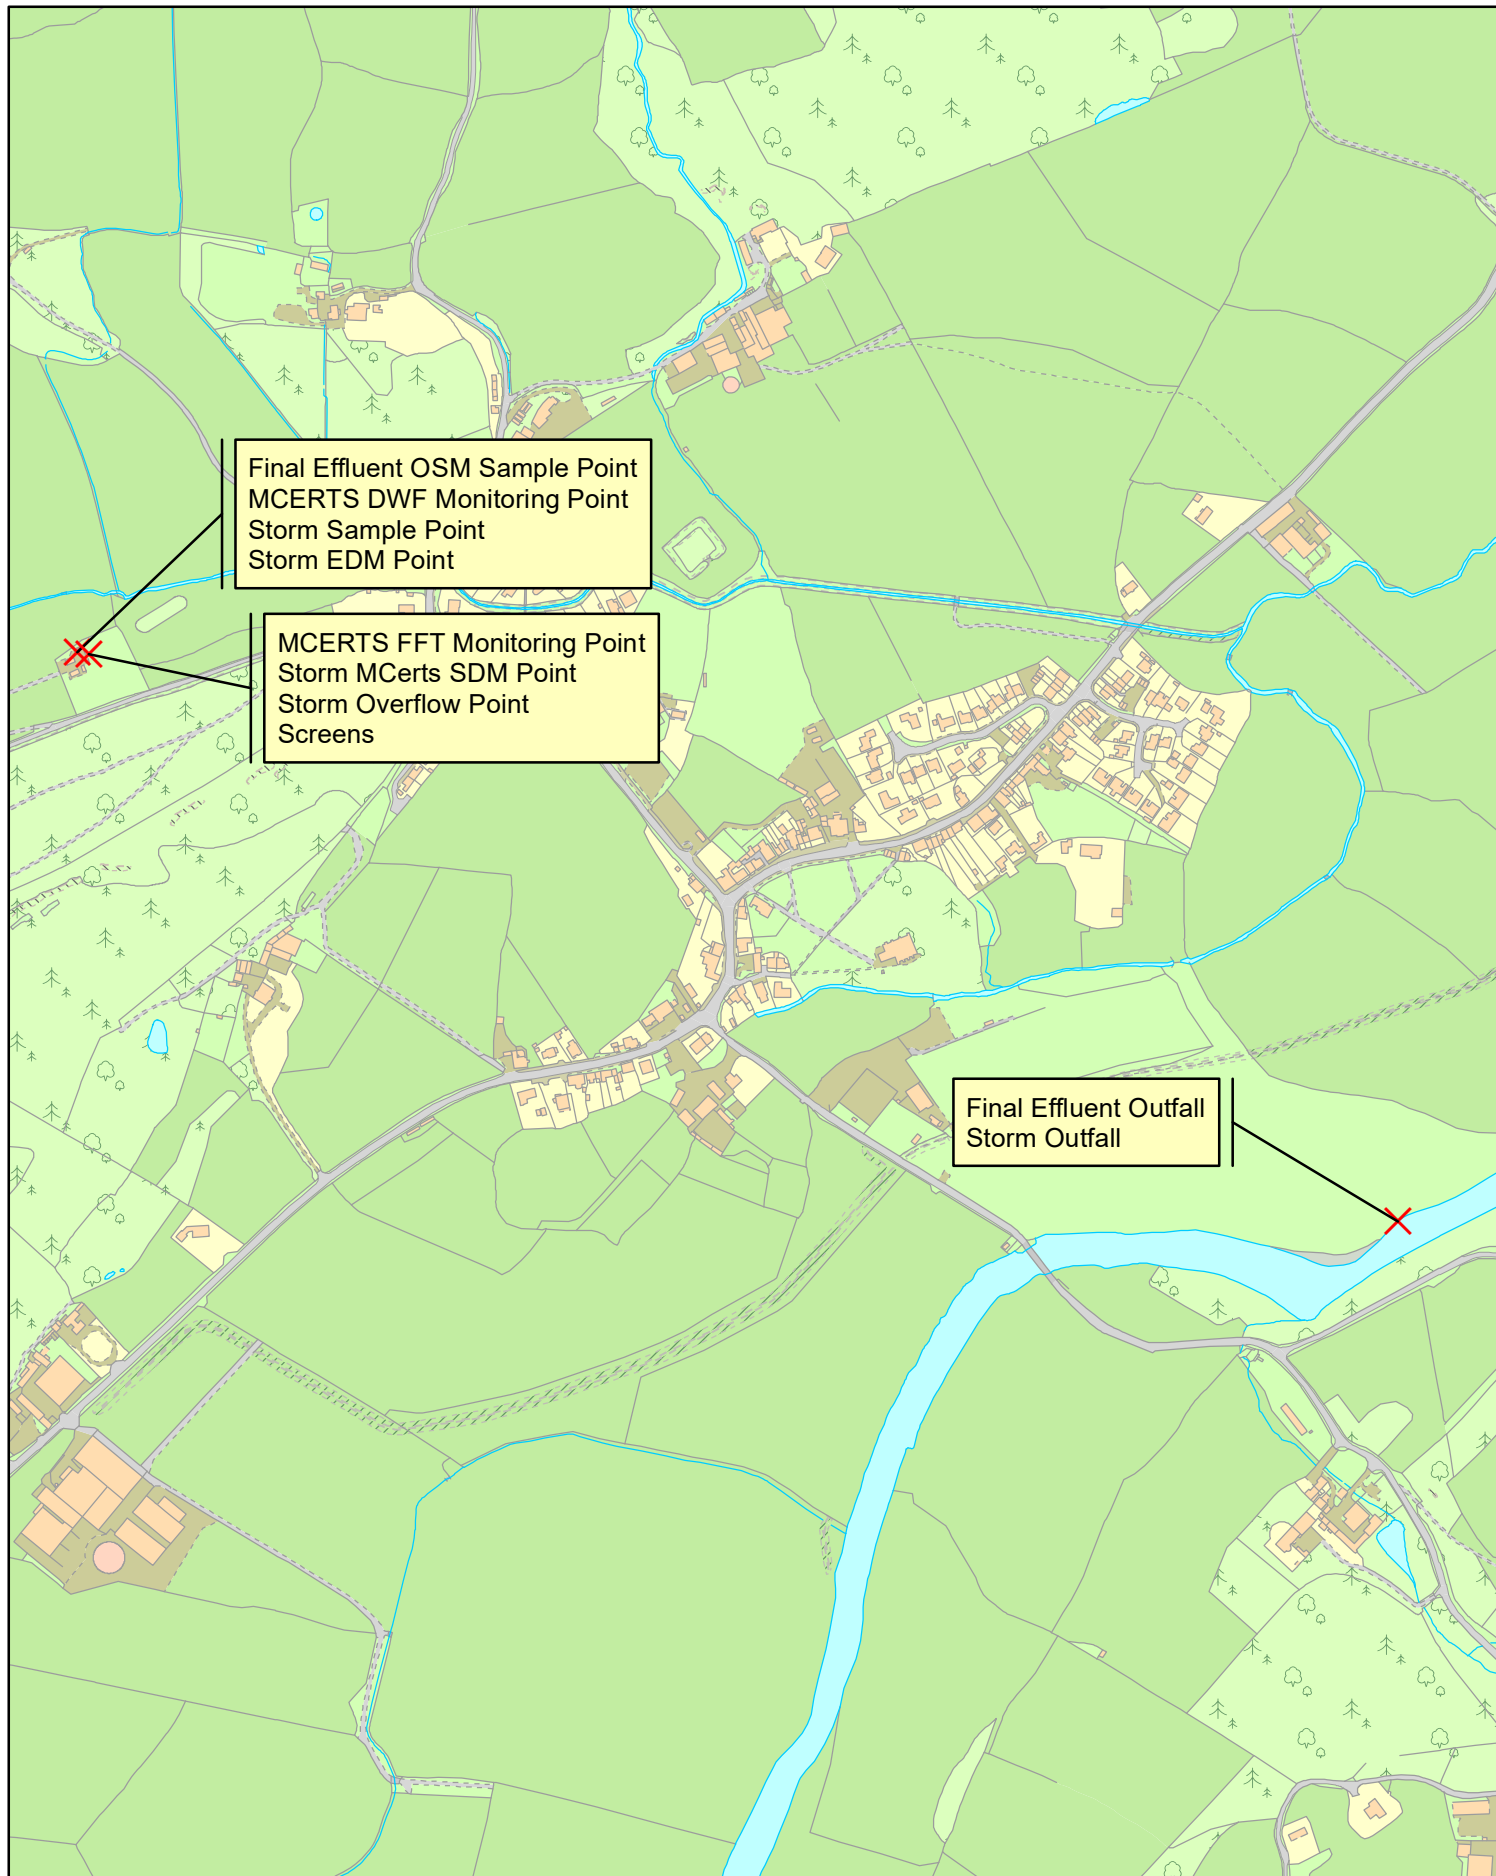 Final Effluent OSM Sample Point
MCERTS DWF Monitoring Point
Storm Sample Point
Storm EDM Point
MCERTS FFT Monitoring Point
Storm MCerts SDM Point
Storm Overflow Point
Screens
Final Effluent Outfall
Storm Outfall